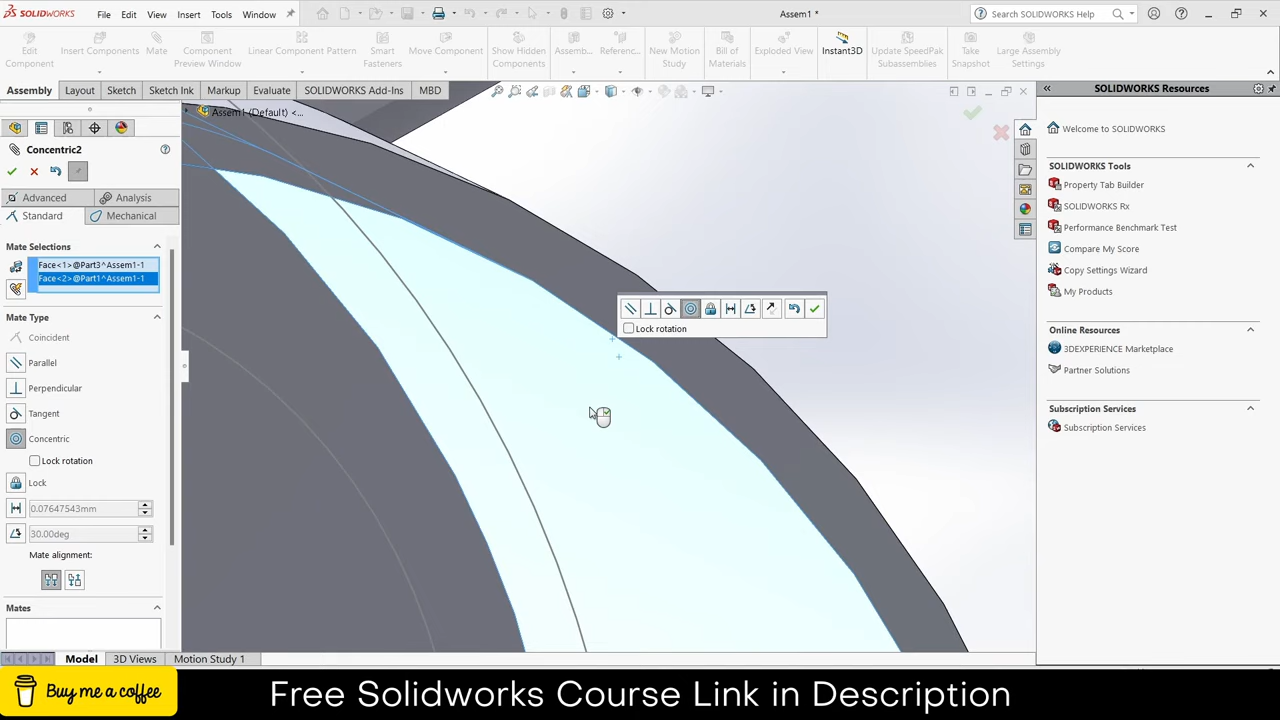 SOLIDWORKS File Edit View Insert Tools Window Assem1 * Search SOLIDWORKS Help
Edit Component Insert Components Mate Component Preview Window Linear Component Pattern Smart Fasteners Move Component Show Hidden Components Assemb... Referenc... New Motion Study Bill of Materials Exploded View Instant3D Update SpeedPak Subassemblies Take Snapshot Large Assembly Settings
Assembly Layout Sketch Sketch Ink Markup Evaluate SOLIDWORKS Add-Ins MBD
SOLIDWORKS Resources
Assem1 (Default) <...
Welcome to SOLIDWORKS
Concentric2
SOLIDWORKS Tools
Property Tab Builder
Advanced Analysis
SOLIDWORKS Rx
Standard Mechanical
Performance Benchmark Test
Mate Selections
Compare My Score
Face<1>@Part3^Assem1-1
Copy Settings Wizard
Face<2>@Part1^Assem1-1
My Products
Mate Type
Lock rotation
Coincident
Online Resources
3DEXPERIENCE Marketplace
Parallel
Partner Solutions
Perpendicular
Subscription Services
Tangent
Subscription Services
Concentric
Lock rotation
Lock
0.07647543mm
30.00deg
Mate alignment:
Mates
Model 3D Views Motion Study 1
Buy me a coffee
Free Solidworks Course Link in Description